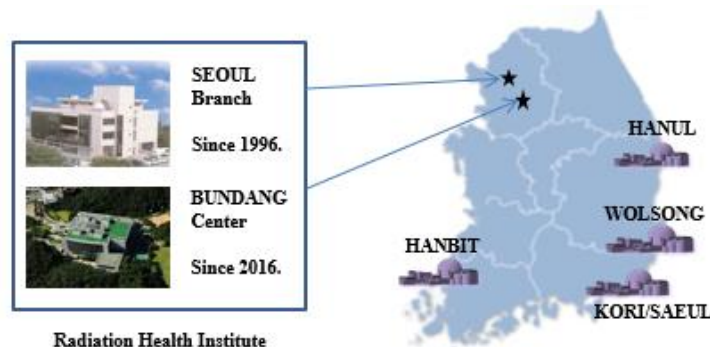 SEOUL
Branch
Since 1996.
BUNDANG
Center
Since 2016.
Radiation Health Institute
HANUL
WOLSONG
HANBIT
KORI/SAEUL